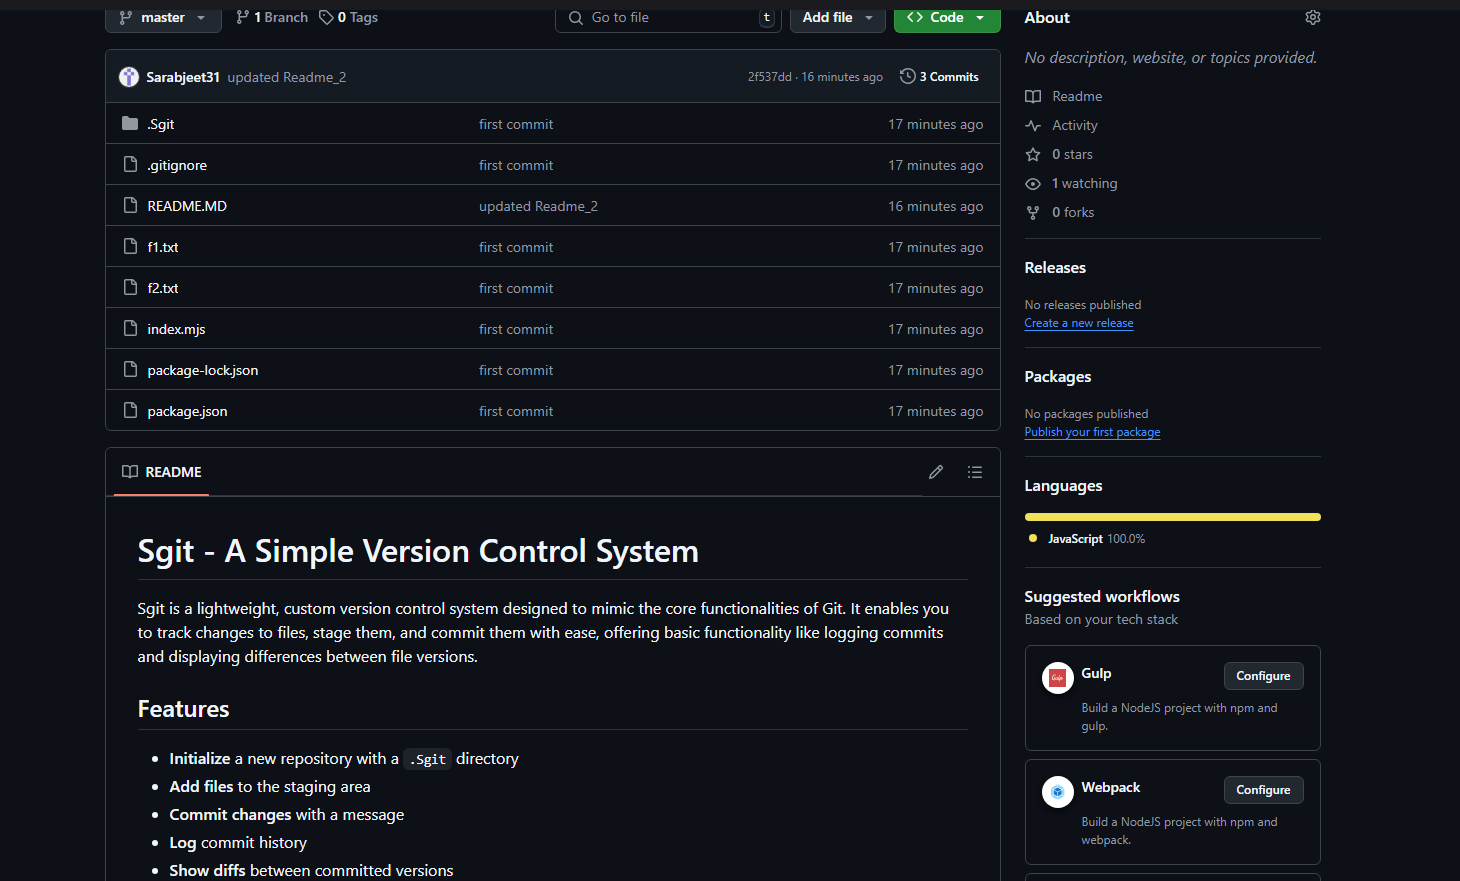 master
1 Branch
0 Tags
Go to file
t
Add file
Code
Sarabjeet31 updated Readme_2
2f537dd · 16 minutes ago
3 Commits
.Sgit first commit 17 minutes ago
.gitignore first commit 17 minutes ago
README.MD updated Readme_2 16 minutes ago
f1.txt first commit 17 minutes ago
f2.txt first commit 17 minutes ago
index.mjs first commit 17 minutes ago
package-lock.json first commit 17 minutes ago
package.json first commit 17 minutes ago
README
Sgit - A Simple Version Control System
Sgit is a lightweight, custom version control system designed to mimic the core functionalities of Git. It enables you
to track changes to files, stage them, and commit them with ease, offering basic functionality like logging commits
and displaying differences between file versions.
Features
Initialize a new repository with a .Sgit directory
Add files to the staging area
Commit changes with a message
Log commit history
Show diffs between committed versions
About
No description, website, or topics provided.
Readme
Activity
0 stars
1 watching
0 forks
Releases
No releases published
Create a new release
Packages
No packages published
Publish your first package
Languages
JavaScript 100.0%
Suggested workflows
Based on your tech stack
Gulp
Configure
Build a NodeJS project with npm and
gulp.
Webpack
Configure
Build a NodeJS project with npm and
webpack.